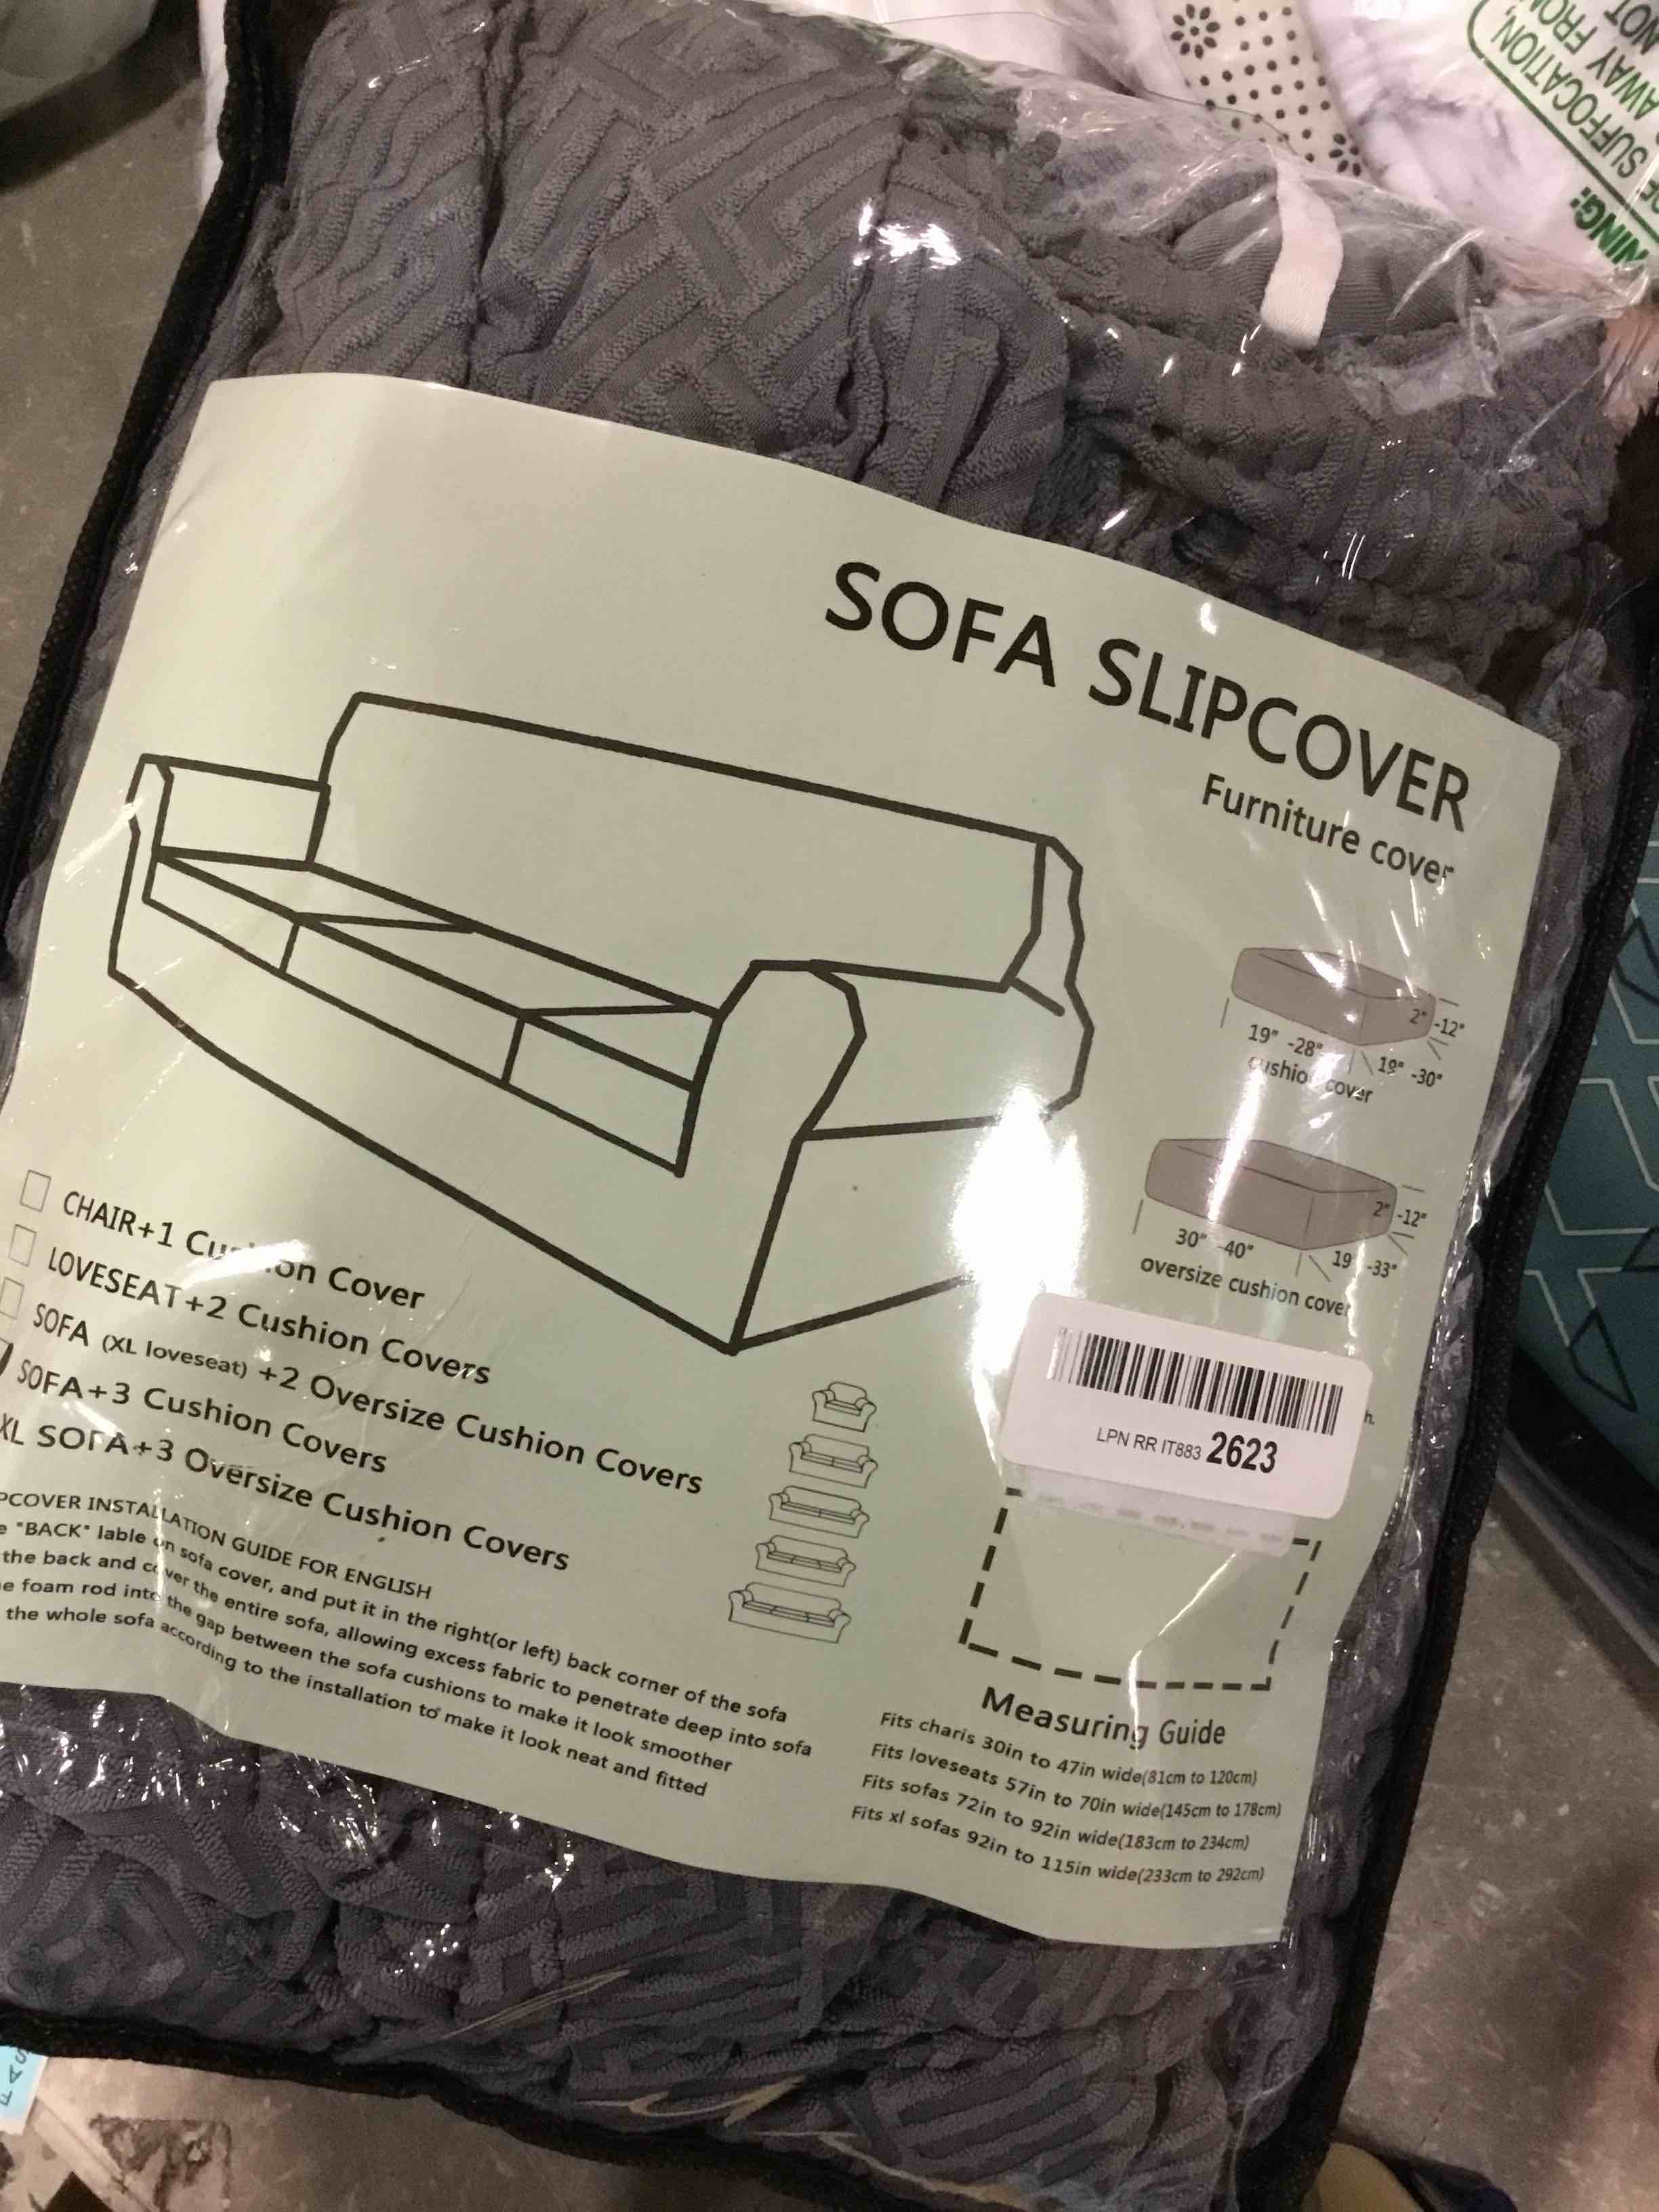 SUFFOCATION,
AWAY FRO
NOT
NING:
SOFA SLIPCOVER
Furniture cover
2" -12"
19" -28" 19" -30"
cushion cover
2" -12"
30" -40" 19 -33"
oversize cushion cover
CHAIR+1 Cushion Cover
LOVESEAT+2 Cushion Covers
SOFA (XL loveseat) +2 Oversize Cushion Covers
SOFA+3 Cushion Covers
XL SOFA+3 Oversize Cushion Covers
h.
LPN RR IT883 2623
PCOVER INSTALLATION GUIDE FOR ENGLISH
e "BACK" lable on sofa cover, and put it in the right(or left) back corner of the sofa
the back and cover the entire sofa, allowing excess fabric to penetrate deep into sofa
e foam rod into the gap between the sofa cushions to make it look smoother
the whole sofa according to the installation to make it look neat and fitted
Measuring Guide
Fits charis 30in to 47in wide(81cm to 120cm)
Fits loveseats 57in to 70in wide(145cm to 178cm)
Fits sofas 72in to 92in wide(183cm to 234cm)
Fits xl sofas 92in to 115in wide(233cm to 292cm)